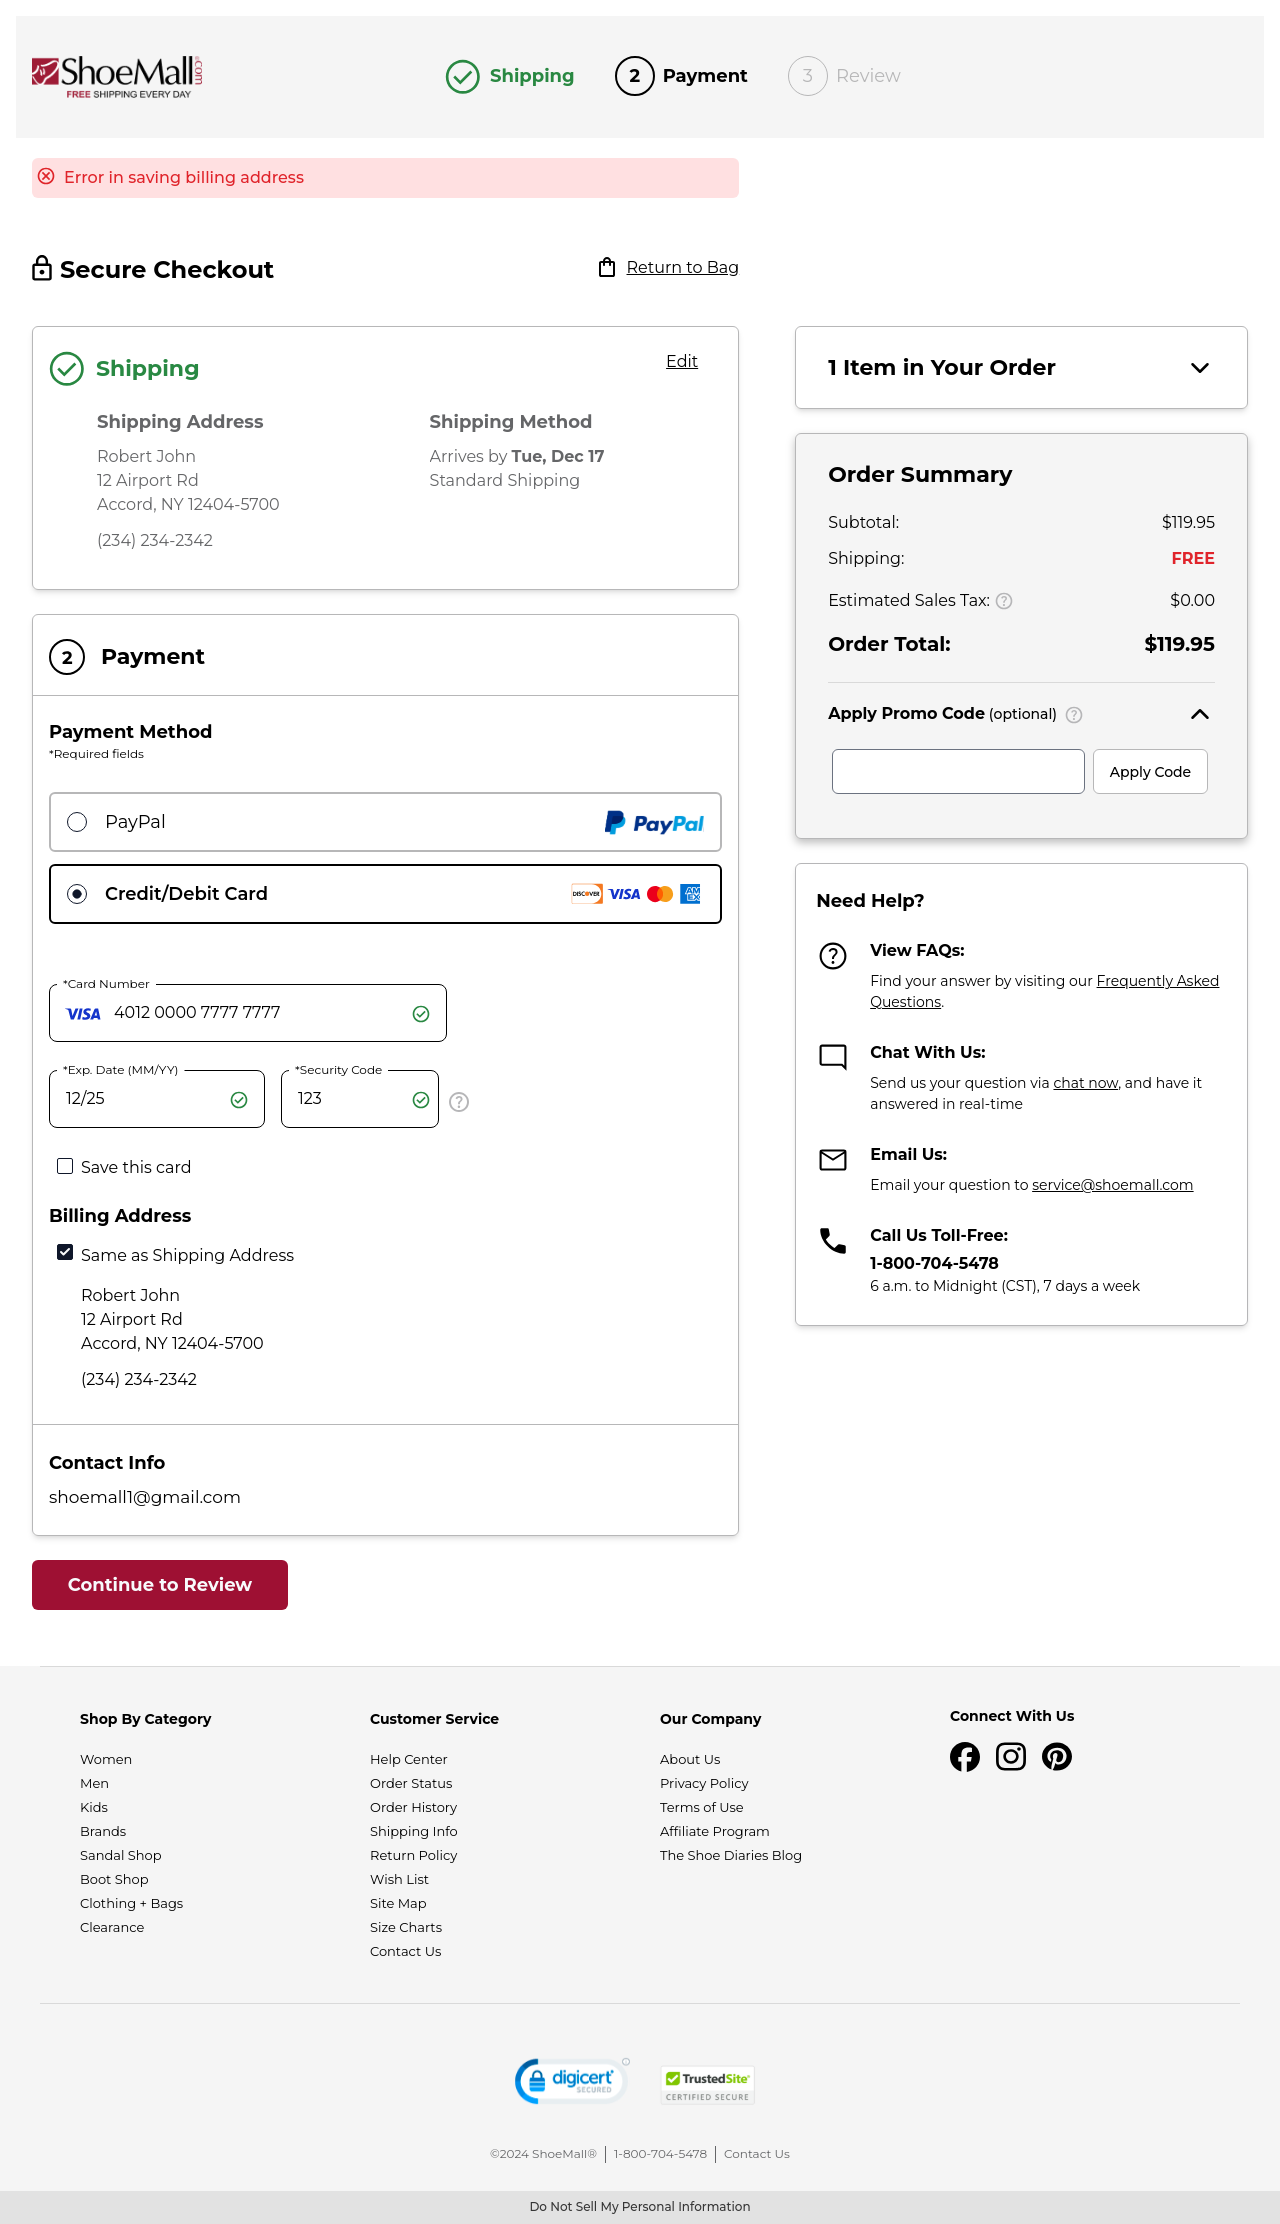 ShoeMall.com
FREE SHIPPING EVERY DAY
Shipping
2 Payment
3 Review
Error in saving billing address
Secure Checkout
Return to Bag
Shipping
Edit
Shipping Address
Robert John
12 Airport Rd
Accord, NY 12404-5700
(234) 234-2342
Shipping Method
Arrives by Tue, Dec 17
Standard Shipping
2 Payment
Payment Method
*Required fields
PayPal
PayPal
Credit/Debit Card
DISCOVER VISA AMEX
*Card Number
VISA 4012 0000 7777 7777
*Exp. Date (MM/YY)
12/25
*Security Code
123
?
Save this card
Billing Address
Same as Shipping Address
Robert John
12 Airport Rd
Accord, NY 12404-5700
(234) 234-2342
Contact Info
shoemall1@gmail.com
Continue to Review
1 Item in Your Order
Order Summary
Subtotal: $119.95
Shipping: FREE
Estimated Sales Tax: ? $0.00
Order Total: $119.95
Apply Promo Code (optional) ?
Apply Code
Need Help?
?
View FAQs:
Find your answer by visiting our Frequently Asked
Questions.
Chat With Us:
Send us your question via chat now, and have it
answered in real-time
Email Us:
Email your question to service@shoemall.com
Call Us Toll-Free:
1-800-704-5478
6 a.m. to Midnight (CST), 7 days a week
Shop By Category
Women
Men
Kids
Brands
Sandal Shop
Boot Shop
Clothing + Bags
Clearance
Customer Service
Help Center
Order Status
Order History
Shipping Info
Return Policy
Wish List
Site Map
Size Charts
Contact Us
Our Company
About Us
Privacy Policy
Terms of Use
Affiliate Program
The Shoe Diaries Blog
Connect With Us
digicert
SECURED
TrustedSite
CERTIFIED SECURE
©2024 ShoeMall® | 1-800-704-5478 | Contact Us
Do Not Sell My Personal Information